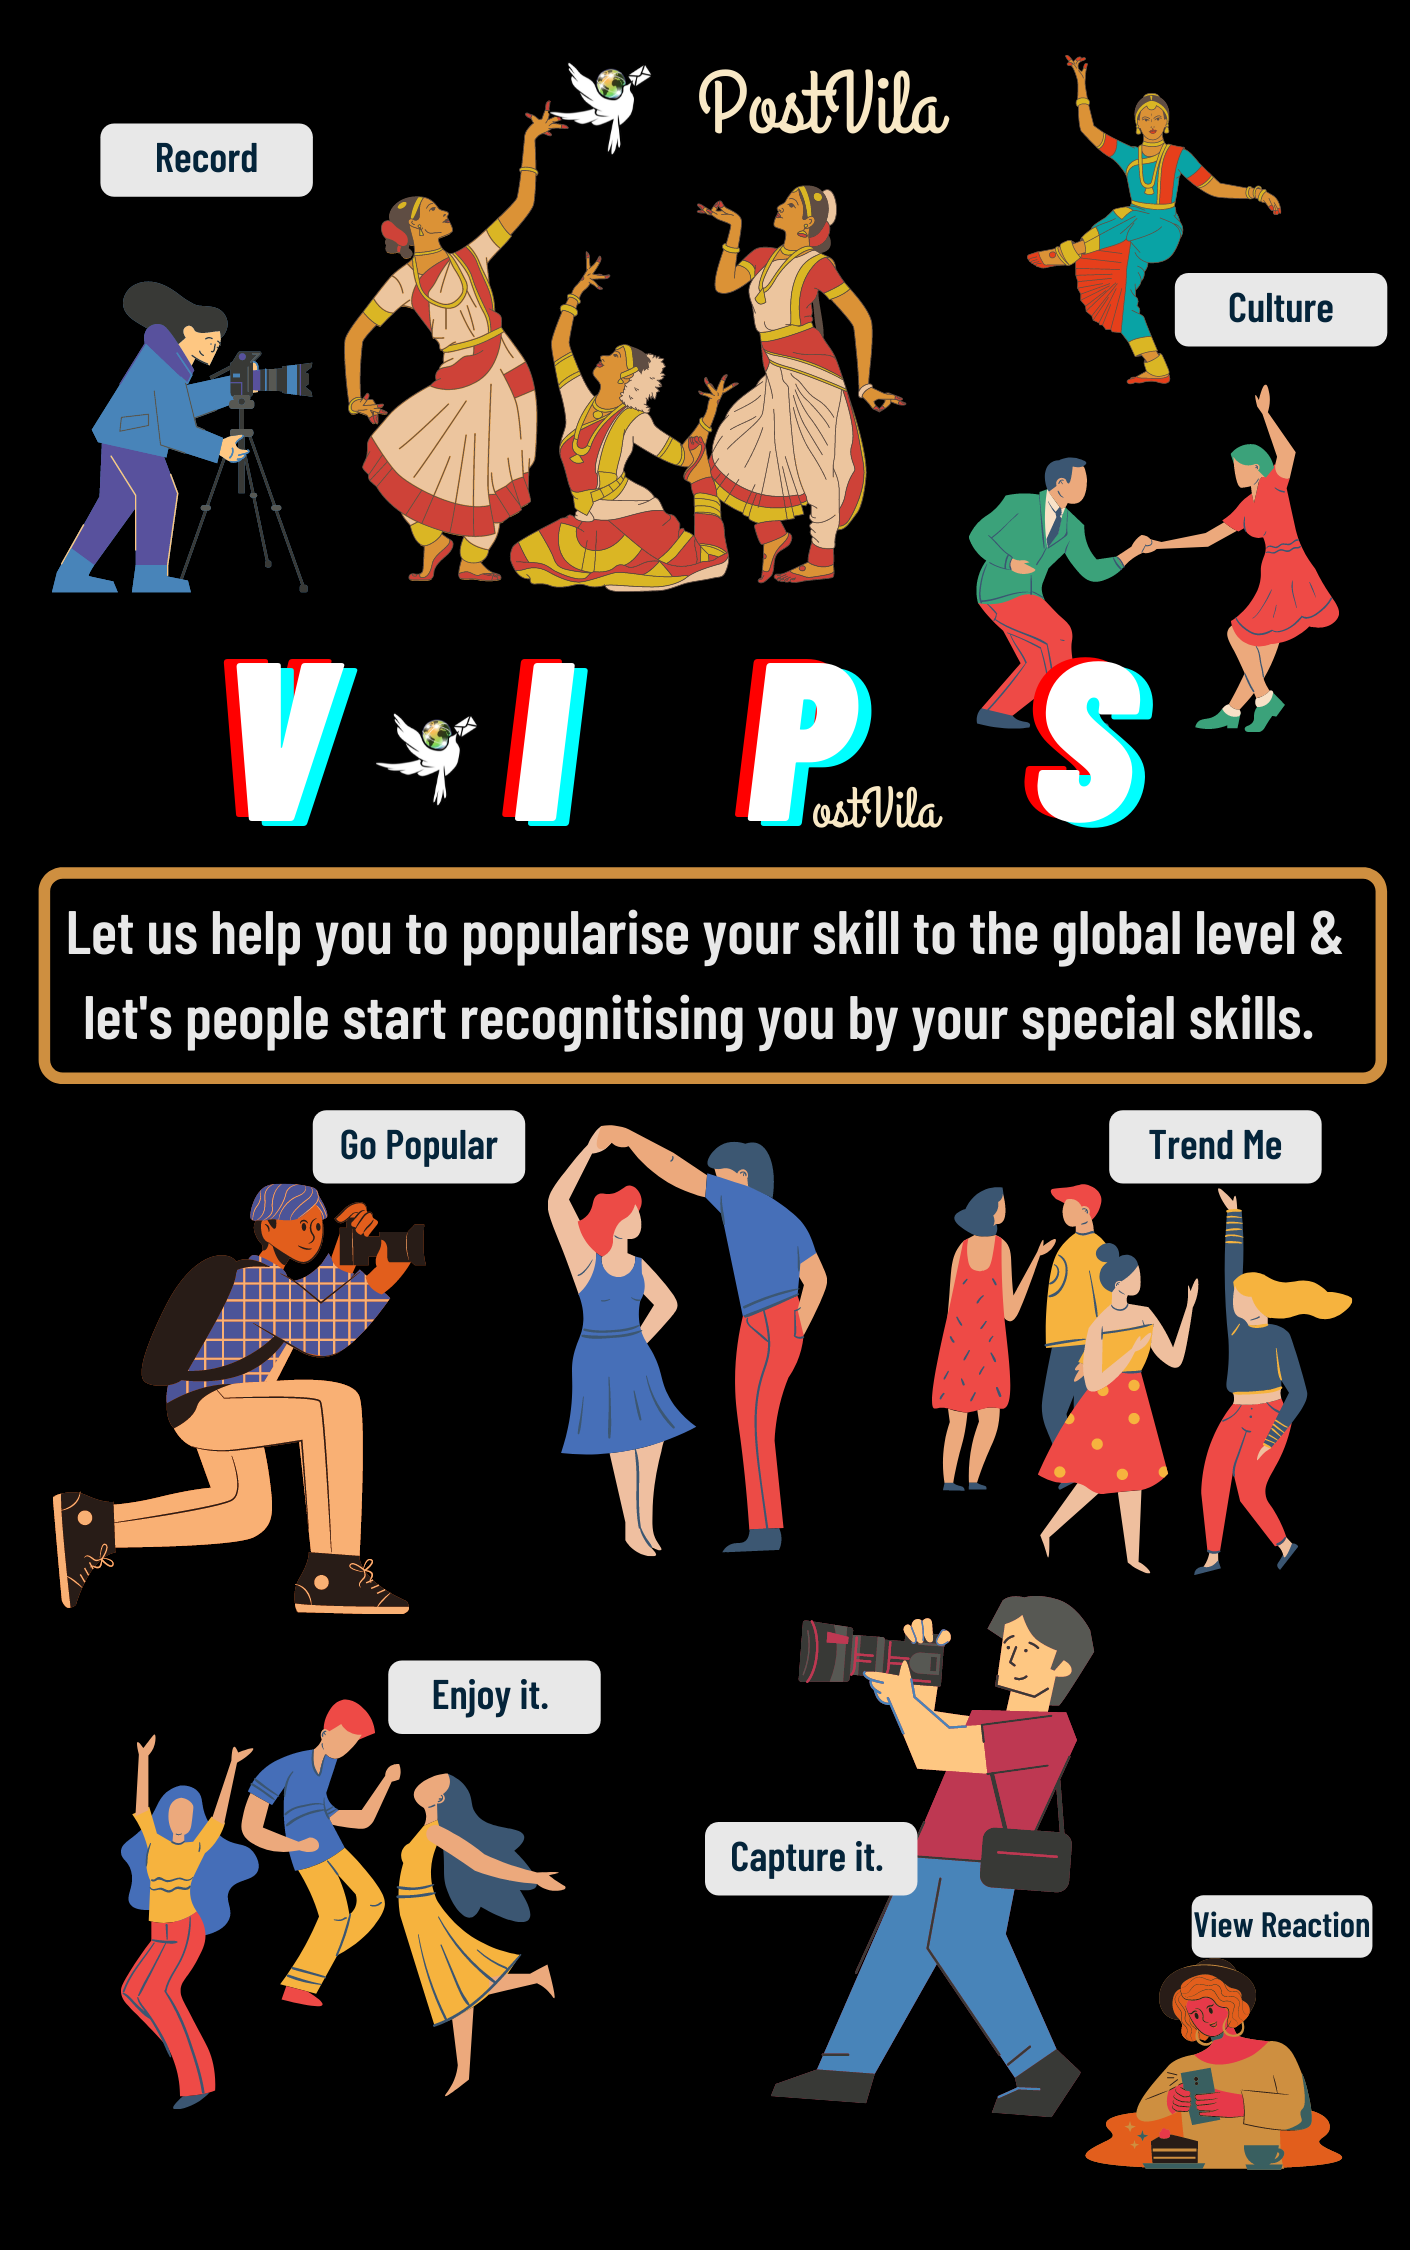 PostVila
Record
Culture
V I P S
ostVila
Let us help you to popularise your skill to the global level &
let's people start recognitising you by your special skills.
Go Popular
Trend Me
Enjoy it.
Capture it.
View Reaction